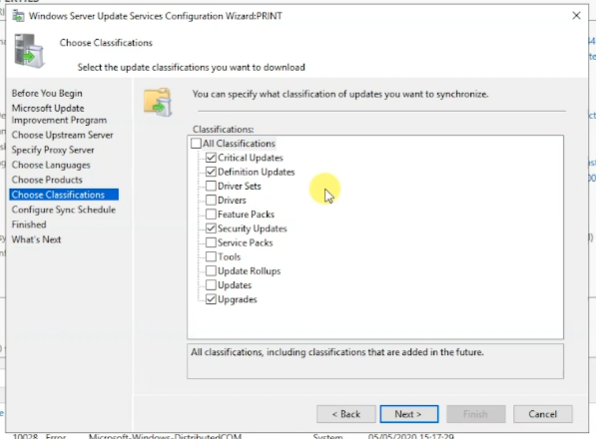 Windows Server Update Services Configuration Wizard:PRINT
Choose Classifications
Select the update classifications you want to download
Before You Begin
Microsoft Update
Improvement Program
Choose Upstream Server
Specify Proxy Server
Choose Languages
Choose Products
Choose Classifications
Configure Sync Schedule
Finished
What's Next
You can specify what classification of updates you want to synchronize.
Classifications:
All Classifications
Critical Updates
Definition Updates
Driver Sets
Drivers
Feature Packs
Security Updates
Service Packs
Tools
Update Rollups
Updates
Upgrades
All classifications, including classifications that are added in the future.
< Back
Next >
Finish
Cancel
10028 Error Microsoft-Windows-DistributedCOM System 05/05/2020 15:17:29